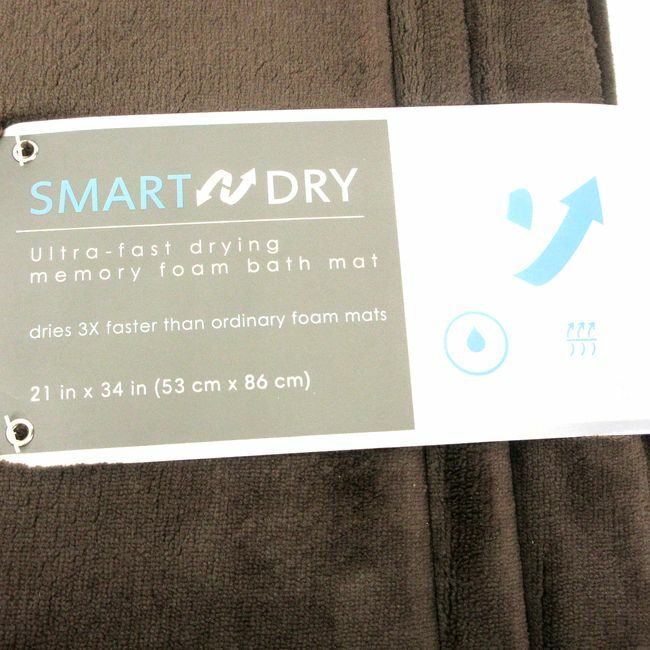 SMART DRY
Ultra-fast drying
memory foam bath mat
dries 3X faster than ordinary foam mats
21 in x 34 in (53 cm x 86 cm)